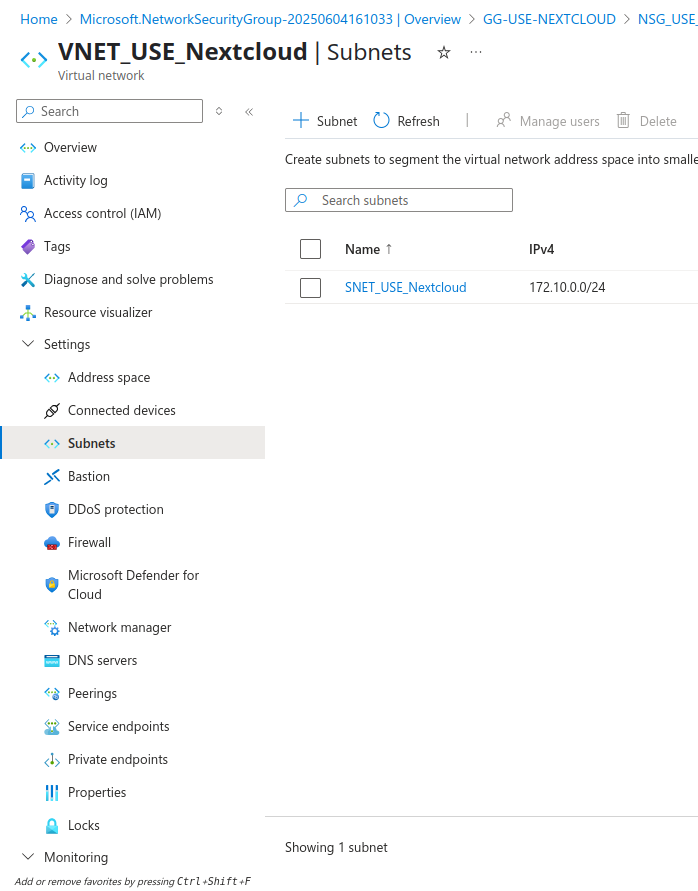 Home > Microsoft.NetworkSecurityGroup-20250604161033 | Overview > GG-USE-NEXTCLOUD > NSG_USE_
VNET_USE_Nextcloud | Subnets
Virtual network
Search
Subnet Refresh | Manage users Delete
Overview
Activity log
Access control (IAM)
Tags
Diagnose and solve problems
Resource visualizer
Settings
Address space
Connected devices
Subnets
Bastion
DDoS protection
Firewall
Microsoft Defender for
Cloud
Network manager
DNS servers
Peerings
Service endpoints
Private endpoints
Properties
Locks
Monitoring
Add or remove favorites by pressing Ctrl+Shift+F
Create subnets to segment the virtual network address space into smalle
Search subnets
Name ↑ IPv4
SNET_USE_Nextcloud 172.10.0.0/24
Showing 1 subnet